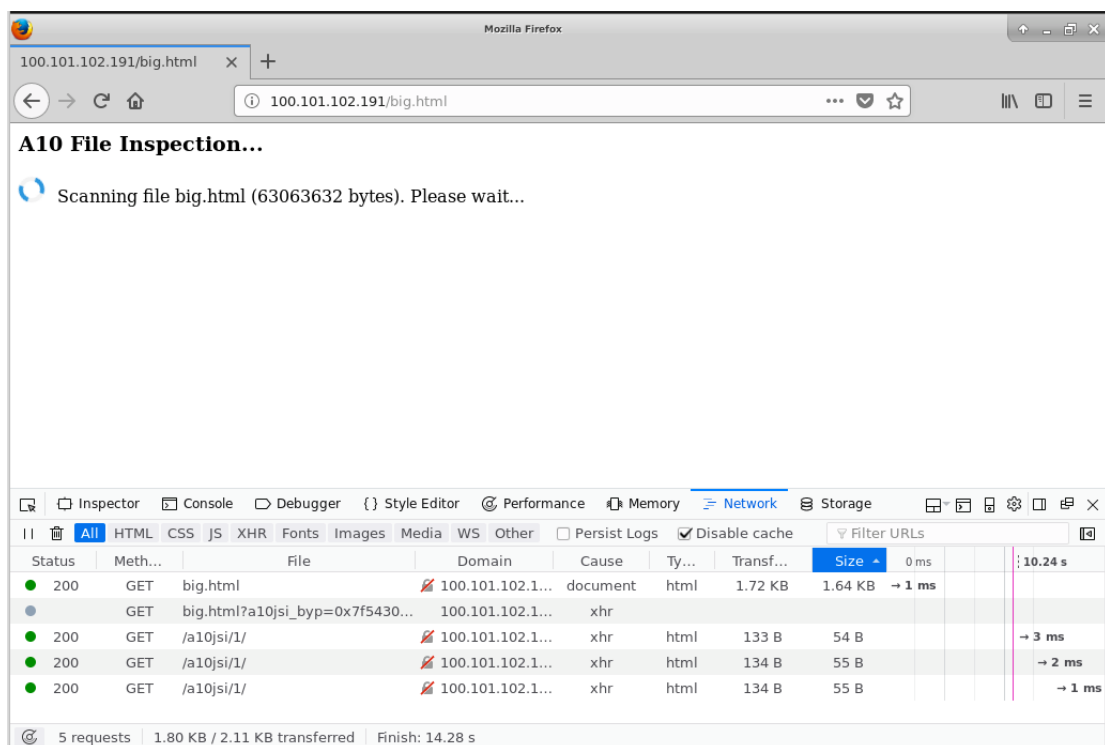 Mozilla Firefox
100.101.102.191/big.html
100.101.102.191/big.html
A10 File Inspection...
Scanning file big.html (63063632 bytes). Please wait...
Inspector Console Debugger {} Style Editor Performance Memory Network Storage
All HTML CSS JS XHR Fonts Images Media WS Other Persist Logs Disable cache Filter URLs
Status Meth... File Domain Cause Ty... Transf... Size 0 ms 10.24 s
200 GET big.html 100.101.102.1... document html 1.72 KB 1.64 KB → 1 ms
GET big.html?a10jsi_byp=0x7f5430... 100.101.102.1... xhr
200 GET /a10jsi/1/ 100.101.102.1... xhr html 133 B 54 B → 3 ms
200 GET /a10jsi/1/ 100.101.102.1... xhr html 134 B 55 B → 2 ms
200 GET /a10jsi/1/ 100.101.102.1... xhr html 134 B 55 B → 1 ms
5 requests 1.80 KB / 2.11 KB transferred Finish: 14.28 s